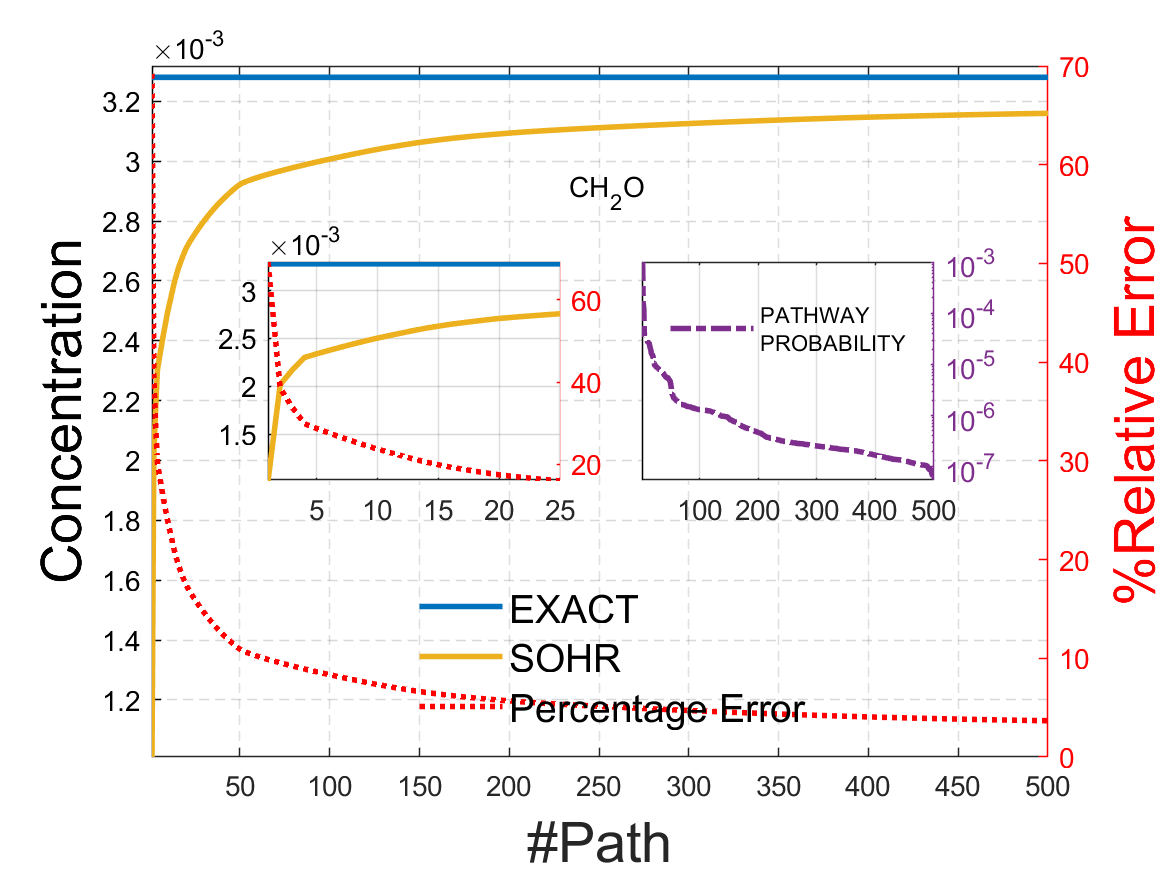 ×10-3
3.2
3
2.8
2.6
2.4
2.2
2
1.8
1.6
1.4
1.2
Concentration
50 100 150 200 250 300 350 400 450 500
#Path
70
60
50
40
30
20
10
0
%Relative Error
CH2O
×10-3
3
2.5
2
1.5
60
40
20
5 10 15 20 25
PATHWAY
PROBABILITY
10-3
10-4
10-5
10-6
10-7
100 200 300 400 500
EXACT
SOHR
Percentage Error